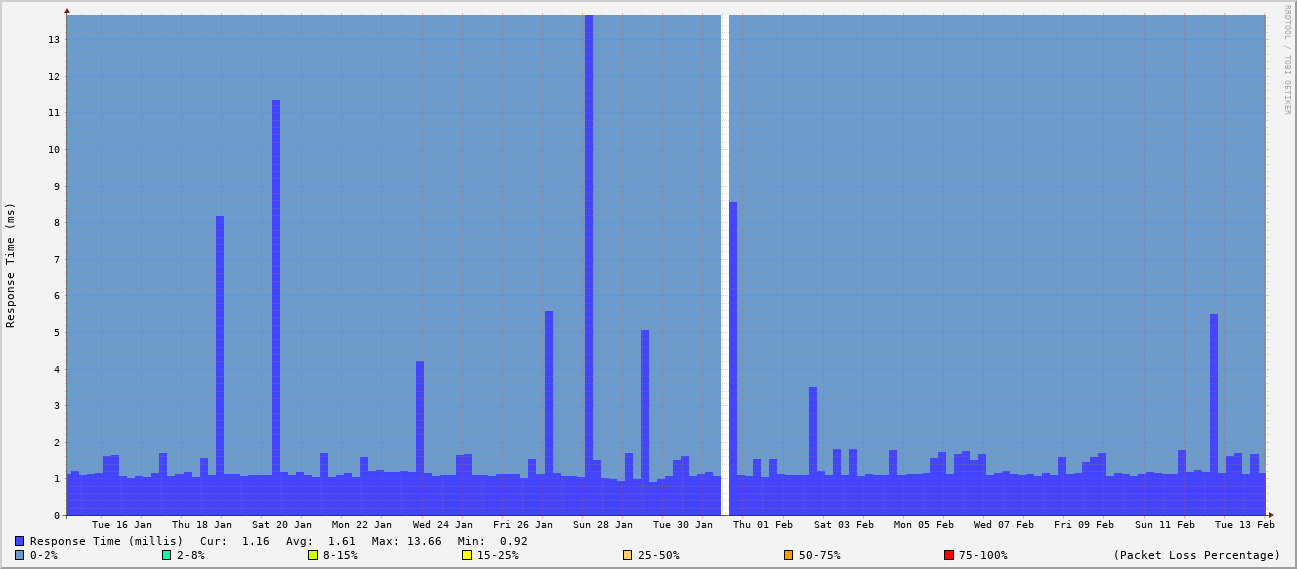 RRDTOOL / TOBI OETIKER
Response Time (ms)
13
12
11
10
9
8
7
6
5
4
3
2
1
0
Tue 16 Jan Thu 18 Jan Sat 20 Jan Mon 22 Jan Wed 24 Jan Fri 26 Jan Sun 28 Jan Tue 30 Jan Thu 01 Feb Sat 03 Feb Mon 05 Feb Wed 07 Feb Fri 09 Feb Sun 11 Feb Tue 13 Feb
Response Time (millis) Cur: 1.16 Avg: 1.61 Max: 13.66 Min: 0.92
0-2% 2-8% 8-15% 15-25% 25-50% 50-75% 75-100% (Packet Loss Percentage)